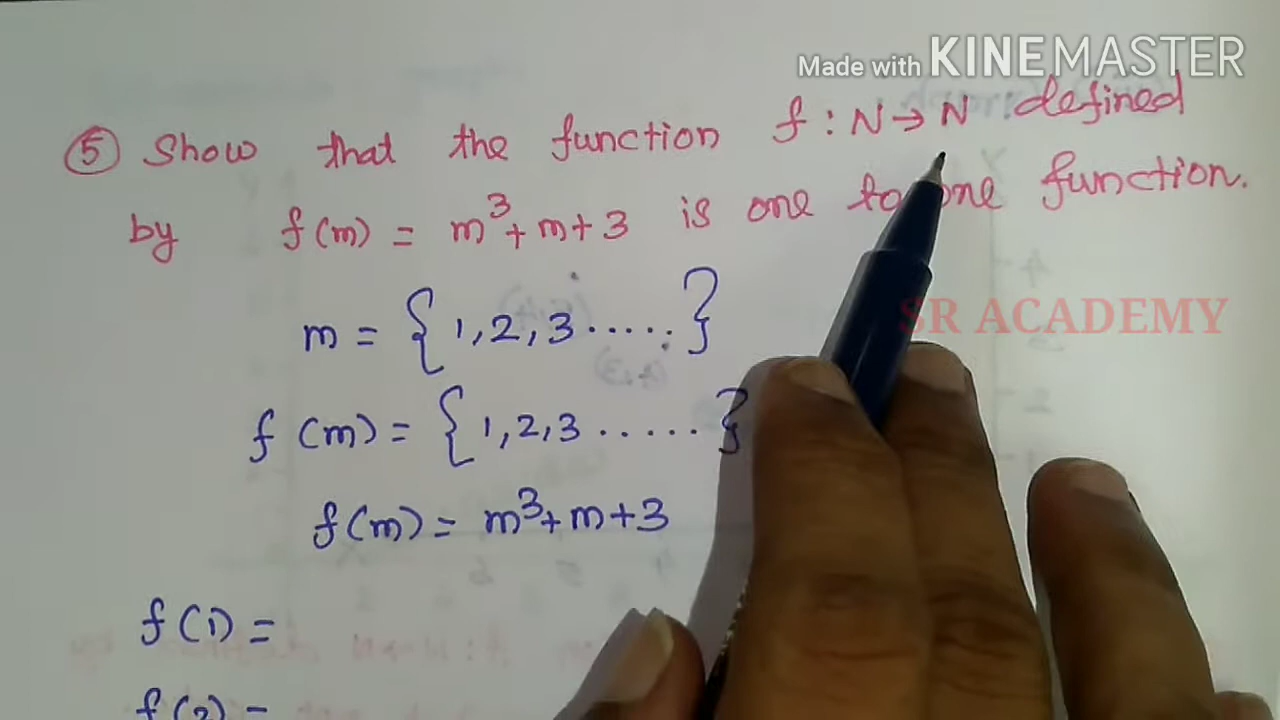 Made with KINEMASTER
⑤ Show that the function f : N → N defined
by f(m) = m³ + m + 3 is one to one function.
m = { 1, 2, 3 ..... }
SR ACADEMY
f (m) = { 1, 2, 3 ..... }
f(m) = m³ + m + 3
f(1) =
f(2) =